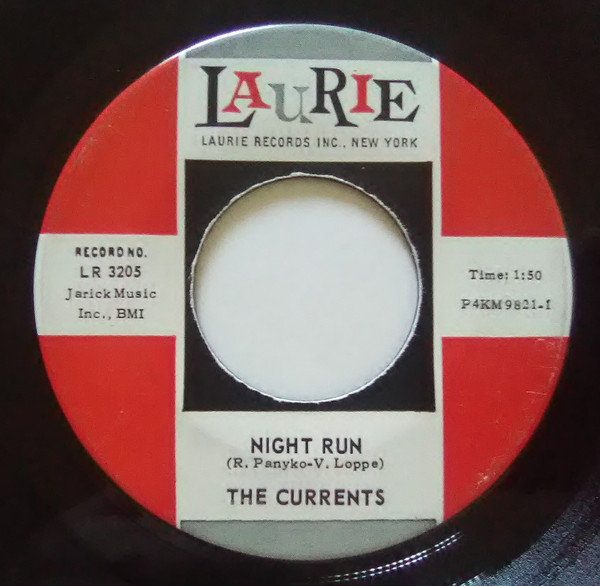 LAURIE
LAURIE RECORDS INC., NEW YORK
RECORD NO.
LR 3205
Jarick Music
Inc., BMI
Time: 1:50
P4KM9821-1
NIGHT RUN
(R. Panyko-V. Loppe)
THE CURRENTS